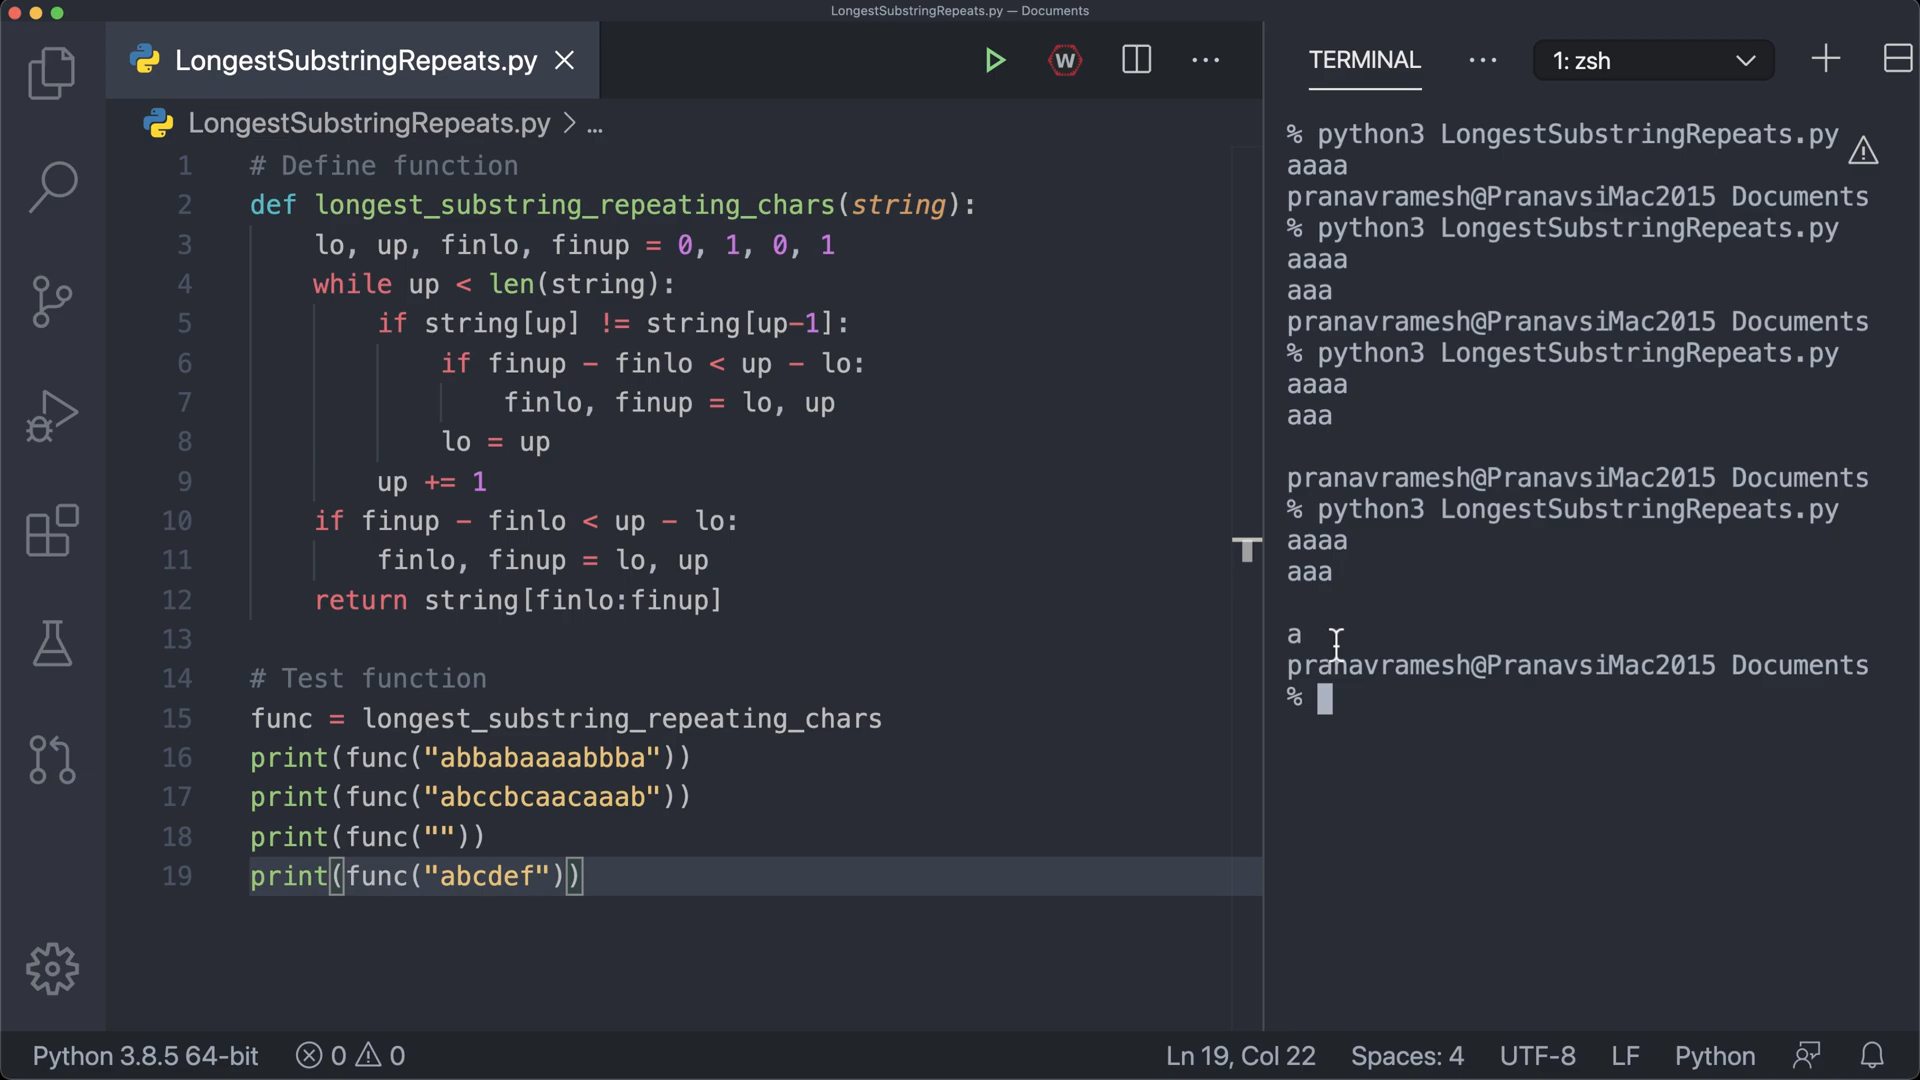 LongestSubstringRepeats.py — Documents
LongestSubstringRepeats.py
W
LongestSubstringRepeats.py > ...
1 # Define function
2 def longest_substring_repeating_chars(string):
3 lo, up, finlo, finup = 0, 1, 0, 1
4 while up < len(string):
5 if string[up] != string[up-1]:
6 if finup - finlo < up - lo:
7 finlo, finup = lo, up
8 lo = up
9 up += 1
10 if finup - finlo < up - lo:
11 finlo, finup = lo, up
12 return string[finlo:finup]
13
14 # Test function
15 func = longest_substring_repeating_chars
16 print(func("abbabaaaabbba"))
17 print(func("abccbcaacaaab"))
18 print(func(""))
19 print(func("abcdef"))
TERMINAL ... 1: zsh
% python3 LongestSubstringRepeats.py
aaaa
pranavramesh@PranavsiMac2015 Documents
% python3 LongestSubstringRepeats.py
aaaa
aaa
pranavramesh@PranavsiMac2015 Documents
% python3 LongestSubstringRepeats.py
aaaa
aaa
pranavramesh@PranavsiMac2015 Documents
% python3 LongestSubstringRepeats.py
aaaa
aaa
a
pranavramesh@PranavsiMac2015 Documents
%
Python 3.8.5 64-bit 0 0 Ln 19, Col 22 Spaces: 4 UTF-8 LF Python